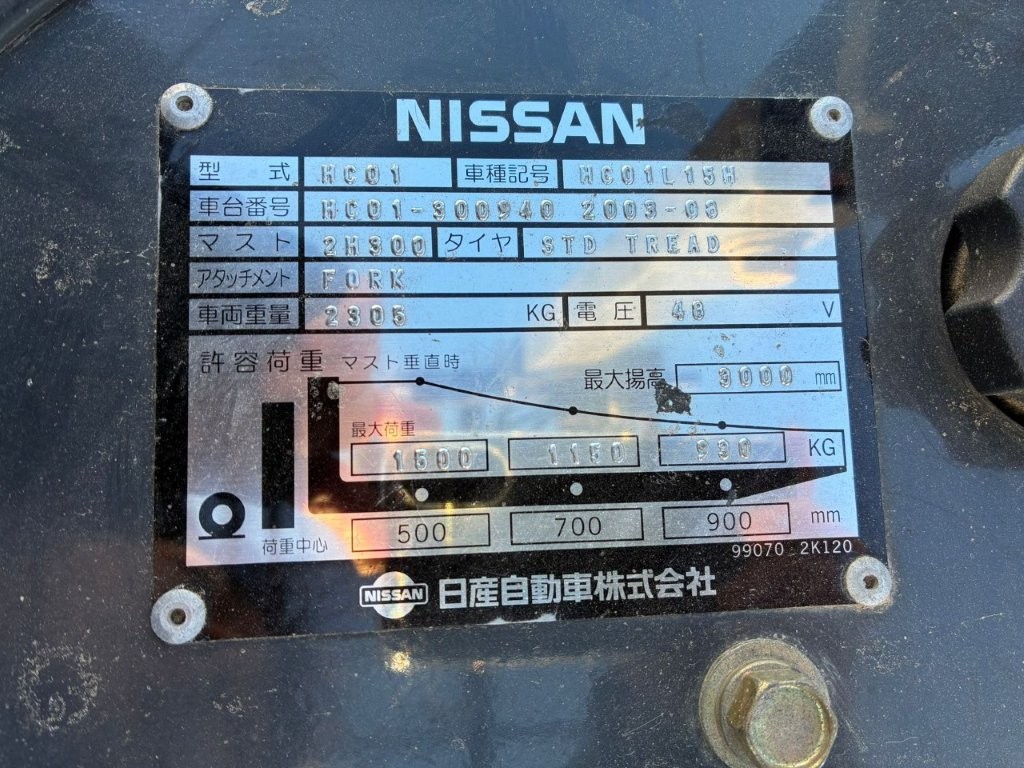 NISSAN
型 式 HC01 車種記号 HC01L15H
車台番号 HC01-300940 2003-08
マスト 2H300 タイヤ STD TREAD
アタッチメント FORK
車両重量 2305 KG 電圧 48 V
許容荷重 マスト垂直時
最大揚高 3000 mm
最大荷重
1500 1150 930 KG
荷重中心 500 700 900 mm
99070 2K120
NISSAN 日産自動車株式会社